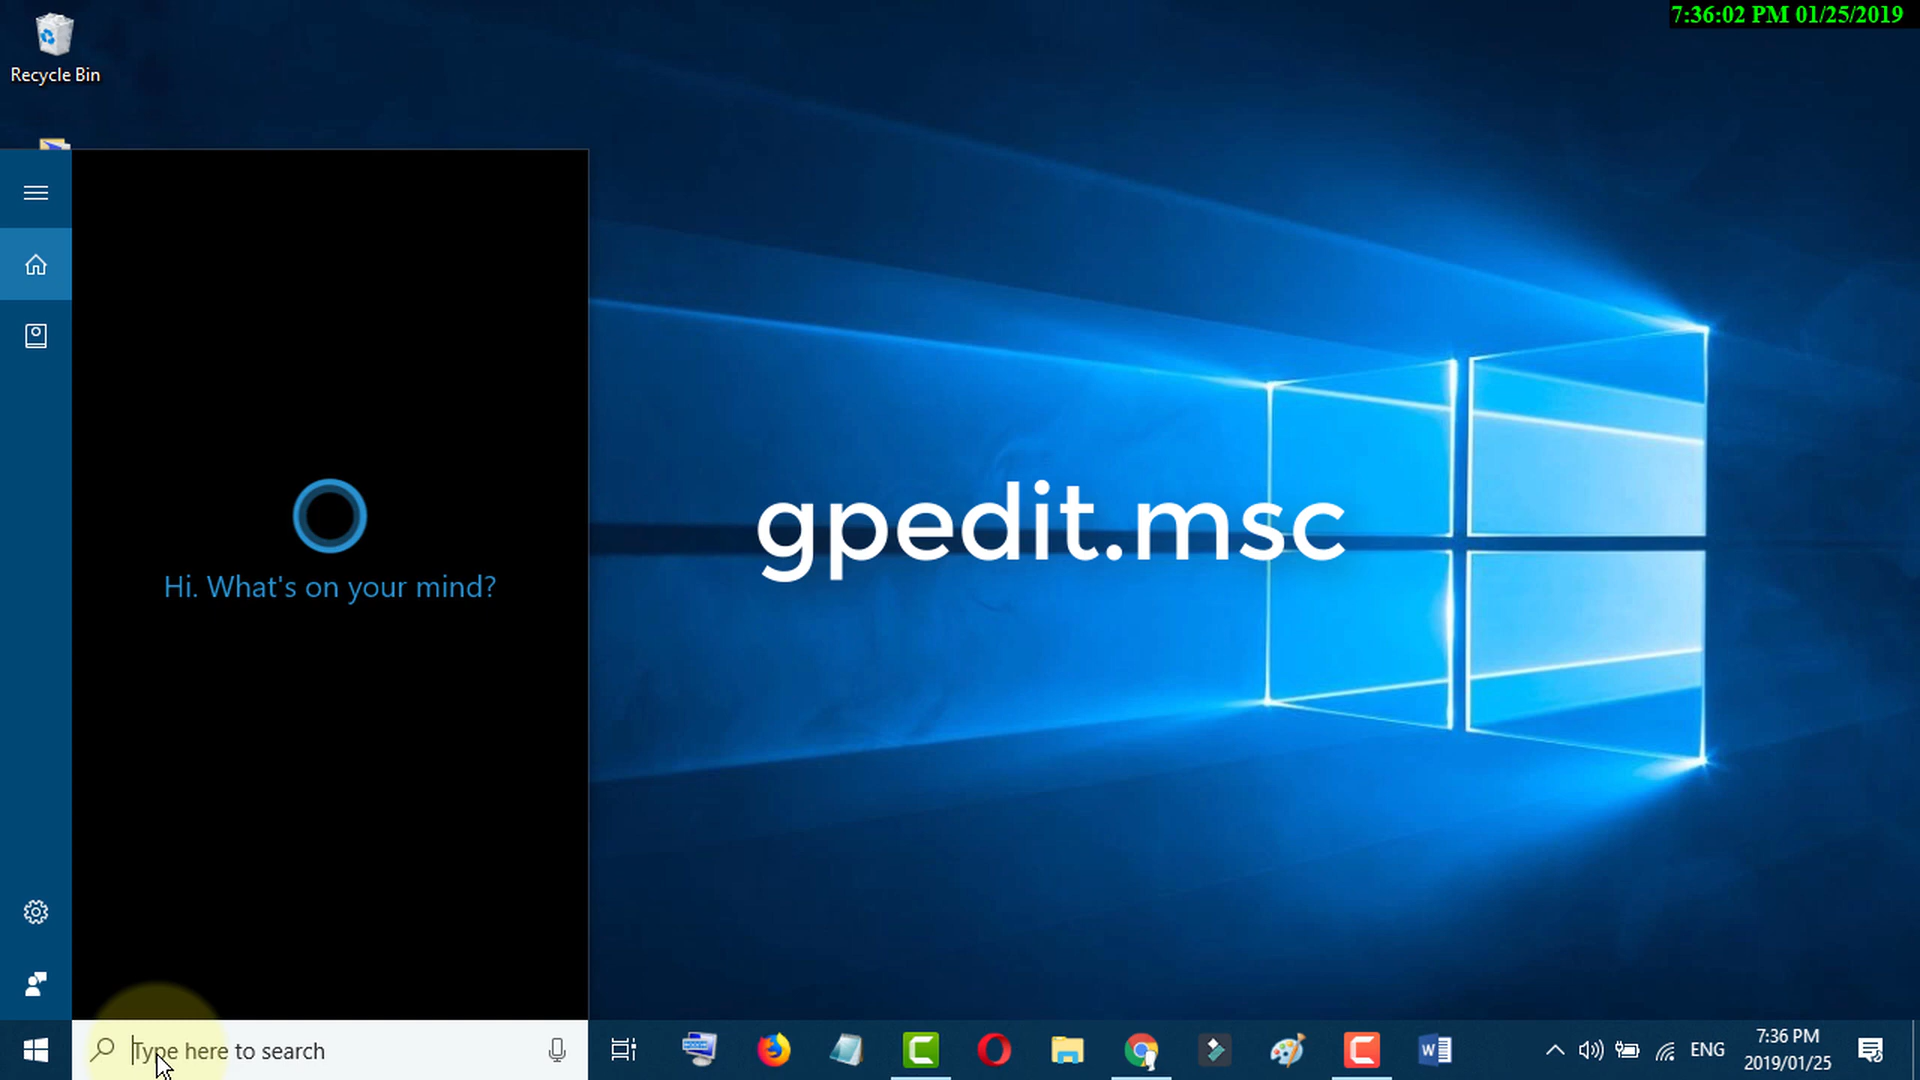 7:36:02 PM 01/25/2019
Recycle Bin
gpedit.msc
Hi. What's on your mind?
Type here to search
ENG
7:36 PM
2019/01/25